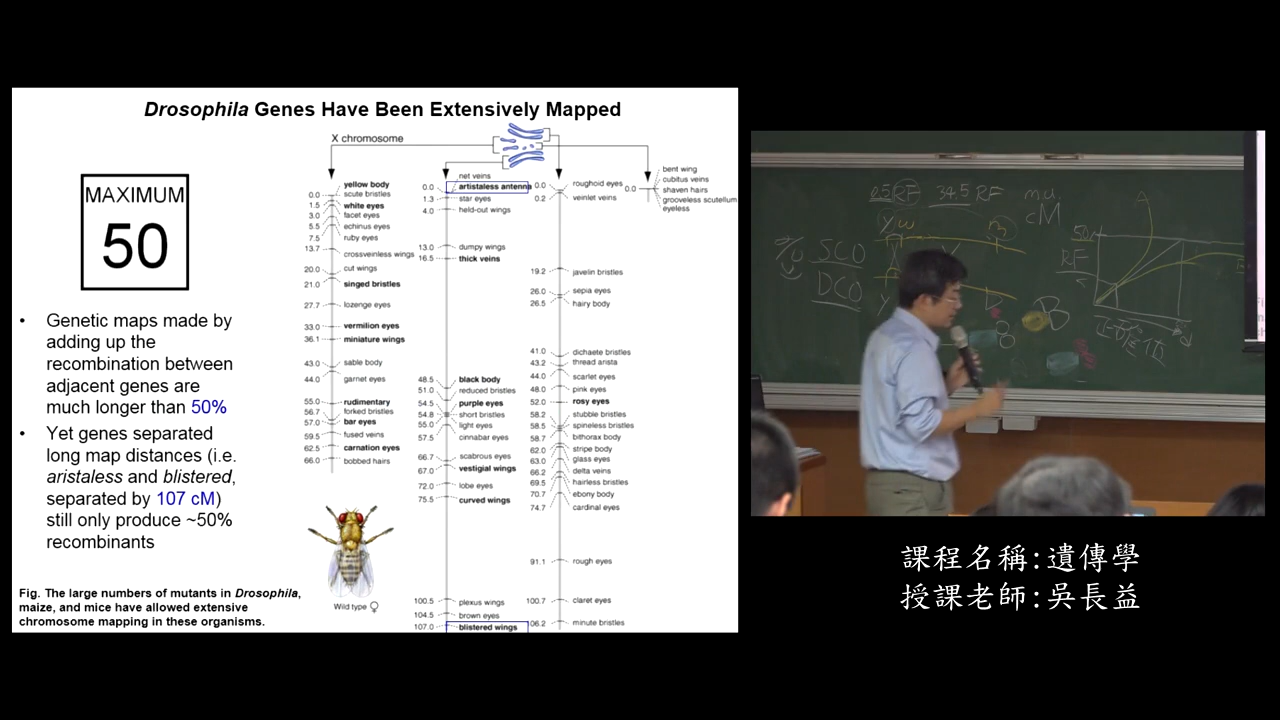 Drosophila Genes Have Been Extensively Mapped
MAXIMUM
50
• Genetic maps made by
adding up the
recombination between
adjacent genes are
much longer than 50%
• Yet genes separated
long map distances (i.e.
aristaless and blistered,
separated by 107 cM)
still only produce ~50%
recombinants
Fig. The large numbers of mutants in Drosophila,
maize, and mice have allowed extensive
chromosome mapping in these organisms.
X chromosome
yellow body
0.0 scute bristles
1.5 white eyes
3.0 facet eyes
5.5 echinus eyes
7.5 ruby eyes
13.7 crossveinless wings
20.0 cut wings
21.0 singed bristles
27.7 lozenge eyes
33.0 vermilion eyes
36.1 miniature wings
43.0 sable body
44.0 garnet eyes
55.0 rudimentary
56.7 forked bristles
57.0 bar eyes
59.5 fused veins
62.5 carnation eyes
66.0 bobbed hairs
Wild type ♀
net veins
0.0 artistaless antenna
1.3 star eyes
4.0 held-out wings
13.0 dumpy wings
16.5 thick veins
48.5 black body
51.0 reduced bristles
54.5 purple eyes
54.8 short bristles
55.0 light eyes
57.5 cinnabar eyes
66.7 scabrous eyes
67.0 vestigial wings
72.0 lobe eyes
75.5 curved wings
100.5 plexus wings
104.5 brown eyes
107.0 blistered wings
0.0 roughoid eyes
0.2 veinlet veins
19.2 javelin bristles
26.0 sepia eyes
26.5 hairy body
41.0 dichaete bristles
43.2 thread arista
44.0 scarlet eyes
48.0 pink eyes
52.0 rosy eyes
58.2 stubble bristles
58.5 spineless bristles
58.7 bithorax body
62.0 stripe body
63.0 glass eyes
66.2 delta veins
69.5 hairless bristles
70.7 ebony body
74.7 cardinal eyes
91.1 rough eyes
100.7 claret eyes
06.2 minute bristles
bent wing
cubitus veins
0.0 shaven hairs
grooveless scutellum
eyeless
RF 34.5 RF mu
cM
SCO
DCO
RF
課程名稱:遺傳學
授課老師:吳長益